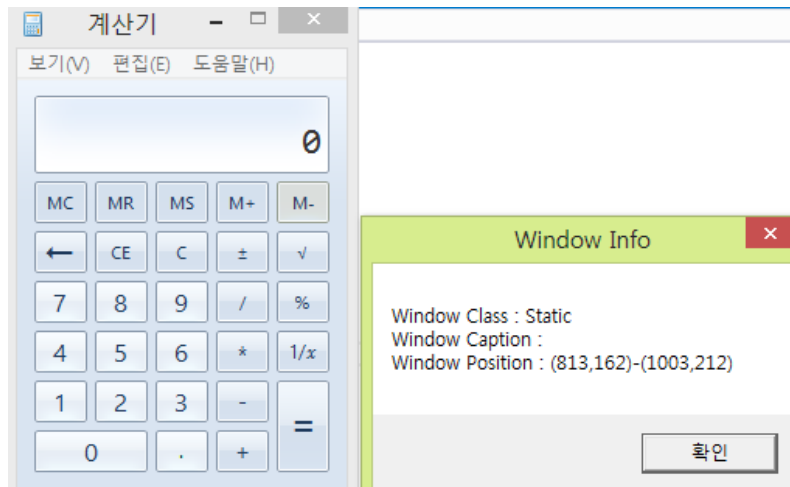 계산기
보기(V) 편집(E) 도움말(H)
0
MC MR MS M+ M-
← CE C ± √
7 8 9 / %
4 5 6 * 1/x
1 2 3 - =
0 . +
Window Info
Window Class : Static
Window Caption :
Window Position : (813,162)-(1003,212)
확인